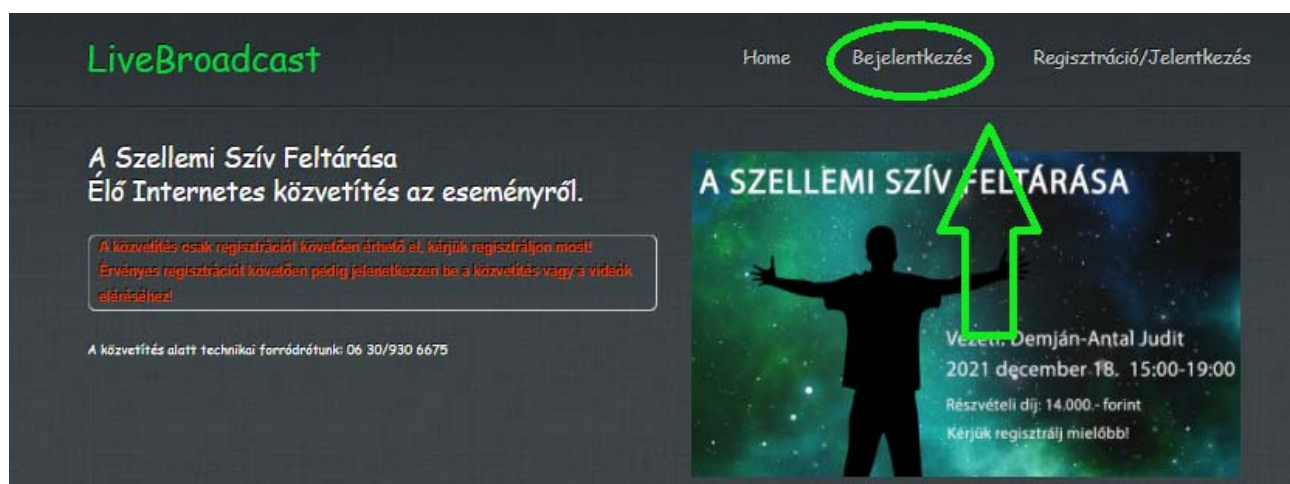 LiveBroadcast
Home Bejelentkezés Regisztráció/Jelentkezés
A Szellemi Szív Feltárása
Élő Internetes közvetítés az eseményről.
A közvetítés csak regisztrációt követően érhető el, kérjük regisztráljon most!
Érvényes regisztrációt követően pedig jelenetkezzen be a közvetítés vagy a videók
eléréséhez!
A közvetítés alatt technikai forródrótunk: 06 30/930 6675
A SZELLEMI SZÍV FELTÁRÁSA
Vezeti: Demján-Antal Judit
2021 december 18. 15:00-19:00
Részvételi díj: 14.000.- forint
Kérjük regisztrálj mielőbb!